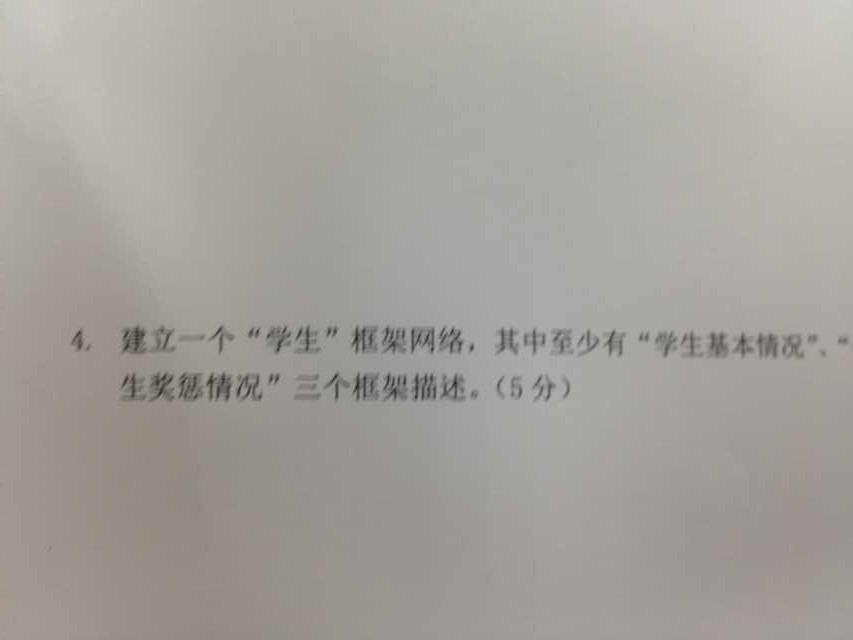 4. 建立一个“学生”框架网络，其中至少有“学生基本情况”、“
生奖惩情况”三个框架描述。（5 分）